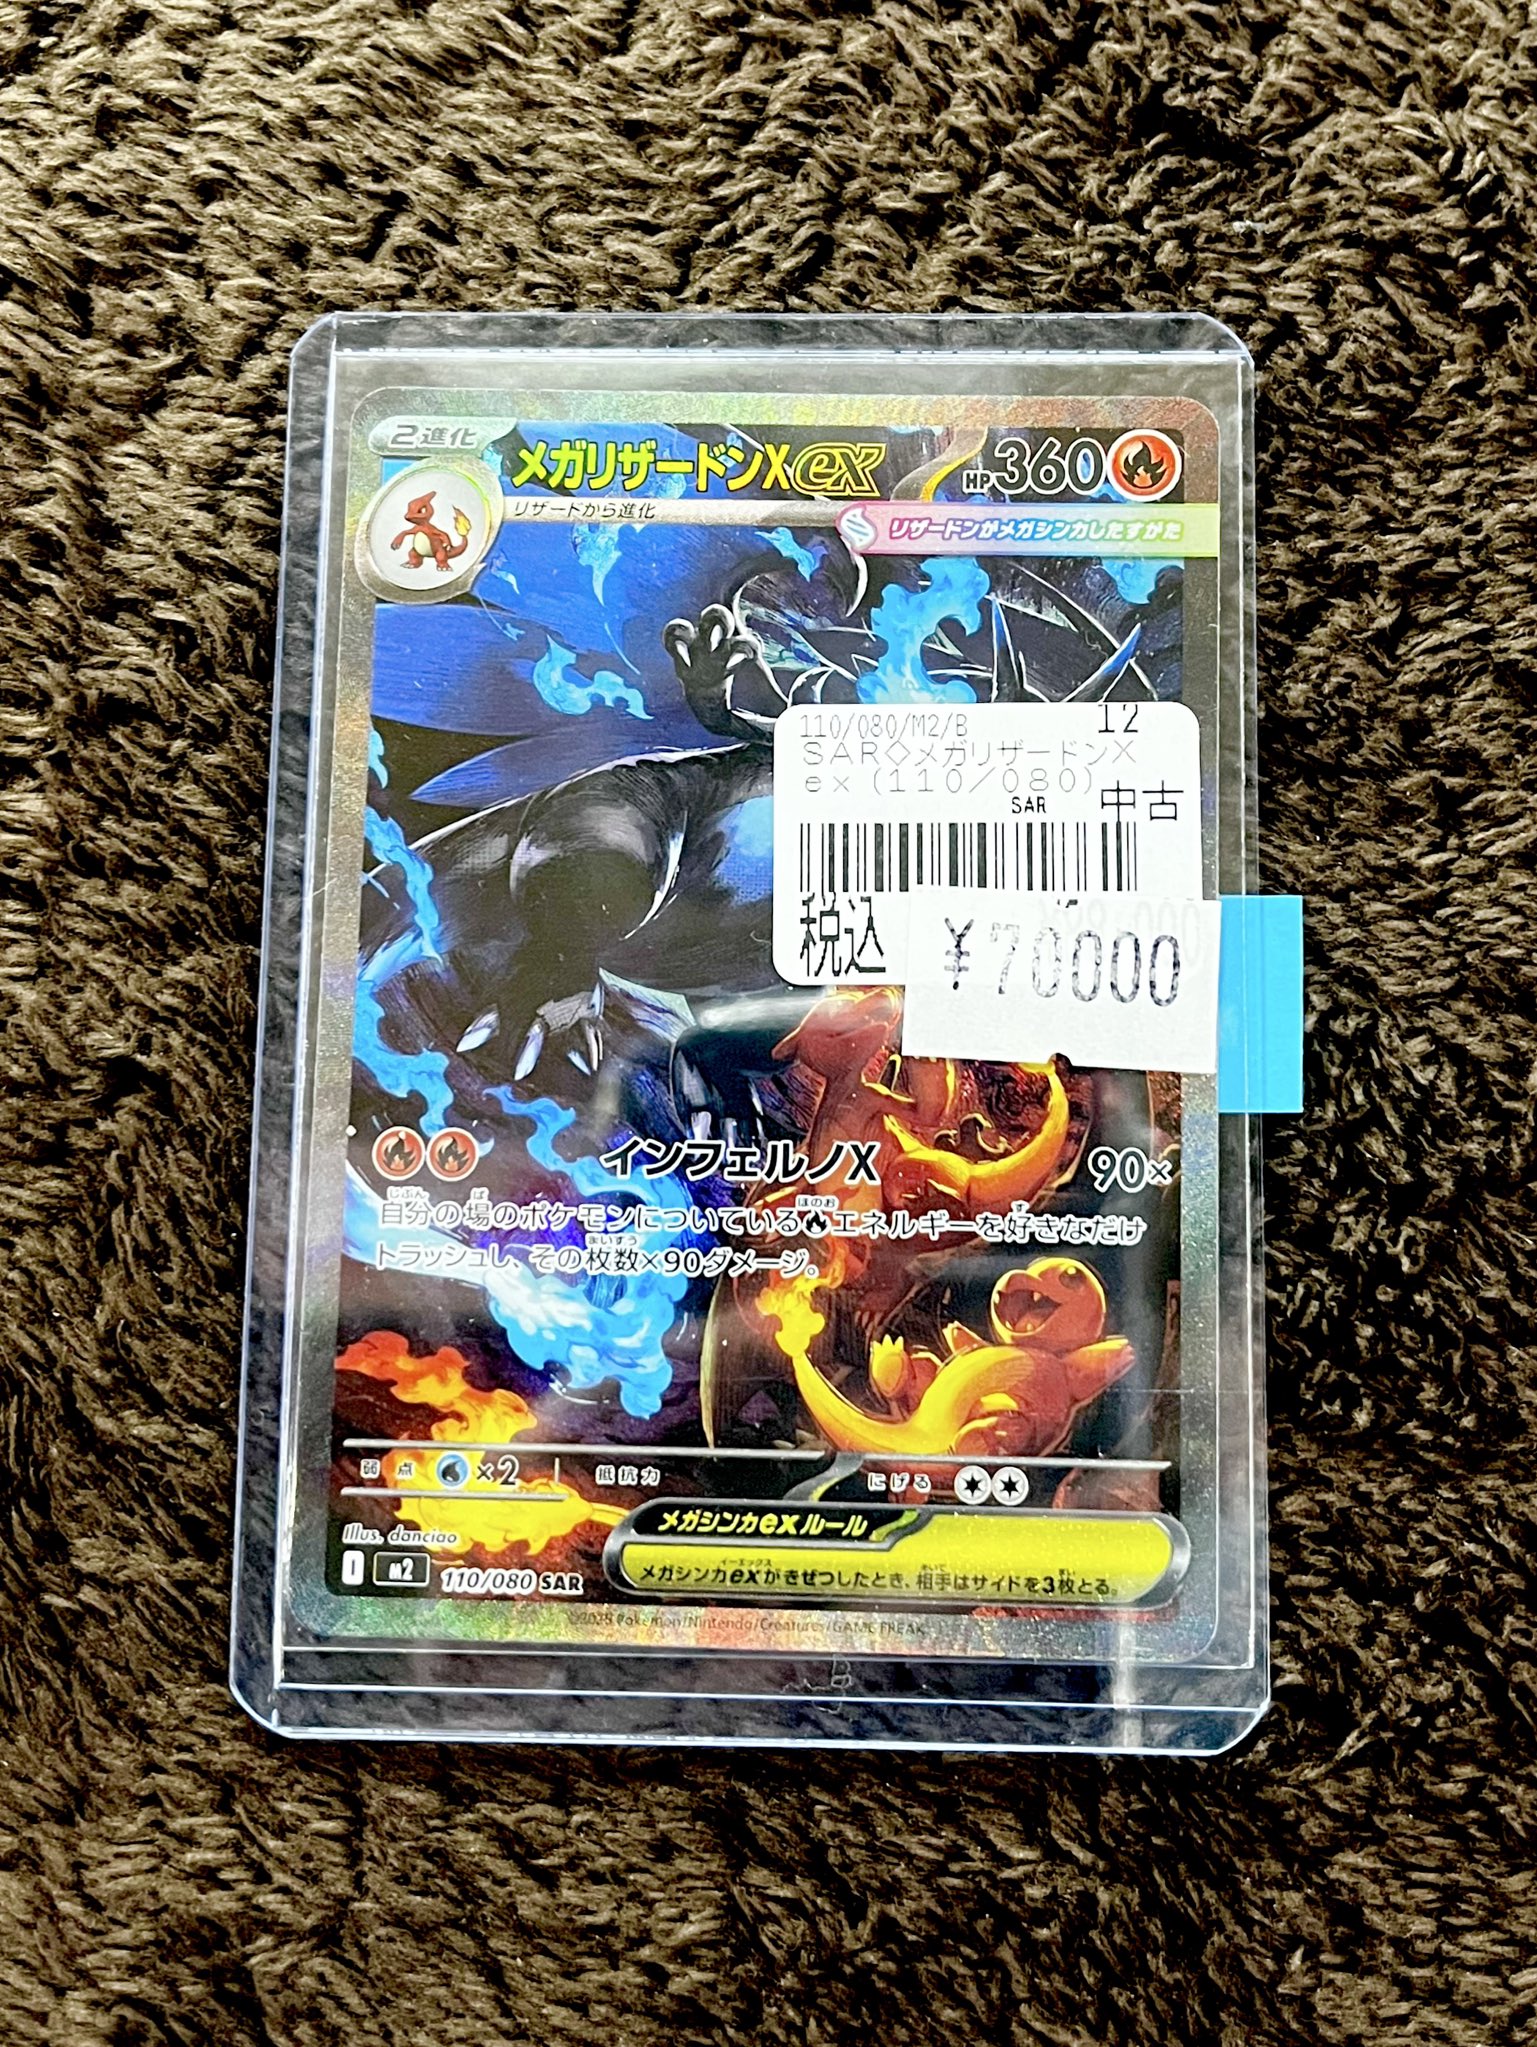 2進化
メガリザードンXex
HP360
リザードから進化
リザードンがメガシンカしたすがた
110/080/M2/B
12
SAR◇メガリザードンX
ex(110/080)
SAR
中古
税込
¥70000
インフェルノX
90×
自分の場のポケモンについているエネルギーを好きなだけ
トラッシュし、その枚数×90ダメージ。
弱点 ×2
抵抗力
にげる
メガシンカexルール
メガシンカexがきぜつしたとき、相手はサイドを3枚とる。
Illus. danciao
I M2 110/080 SAR
©2025 Pokémon/Nintendo/Creatures/GAME FREAK